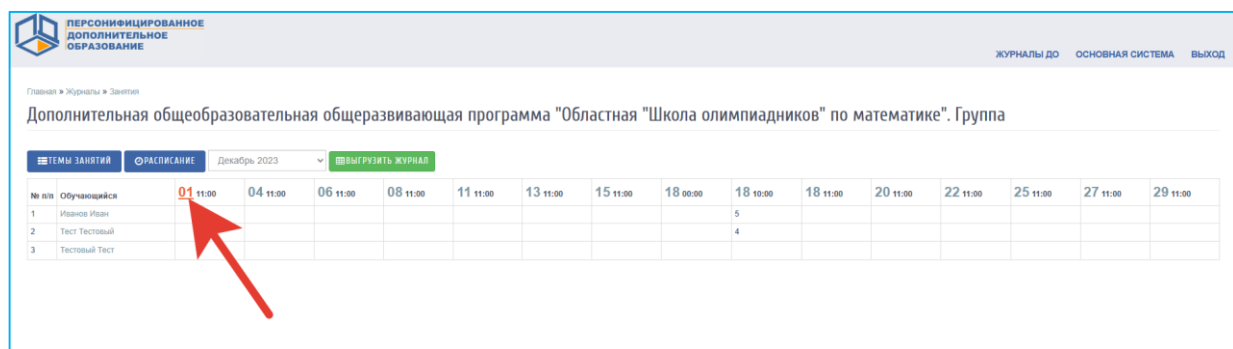 ПЕРСОНИФИЦИРОВАННОЕ
ДОПОЛНИТЕЛЬНОЕ
ОБРАЗОВАНИЕ
ЖУРНАЛЫ ДО ОСНОВНАЯ СИСТЕМА ВЫХОД
Главная » Журналы » Занятия
Дополнительная общеобразовательная общеразвивающая программа "Областная "Школа олимпиадников" по математике". Группа
ТЕМЫ ЗАНЯТИЙ РАСПИСАНИЕ Декабрь 2023 ВЫГРУЗИТЬ ЖУРНАЛ
№ п/п Обучающийся 01 11:00 04 11:00 06 11:00 08 11:00 11 11:00 13 11:00 15 11:00 18 00:00 18 10:00 18 11:00 20 11:00 22 11:00 25 11:00 27 11:00 29 11:00
1 Иванов Иван 5
2 Тест Тестовый 4
3 Тестовый Тест